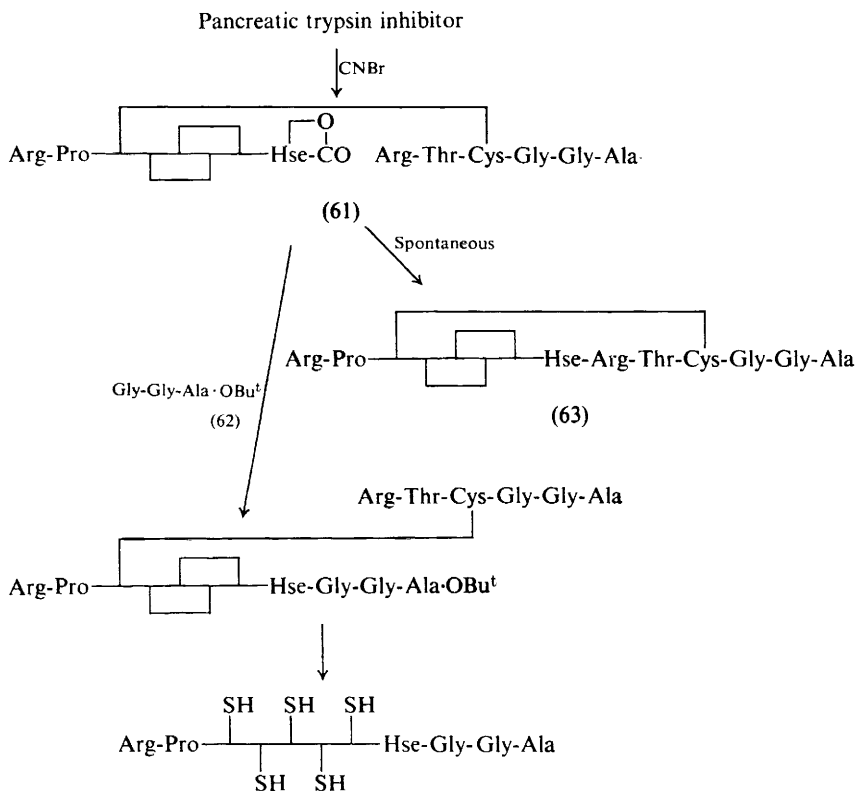 Pancreatic trypsin inhibitor
CNBr
O
Arg-Pro Hse-CO Arg-Thr-Cys-Gly-Gly-Ala
(61)
Spontaneous
Arg-Pro Hse-Arg-Thr-Cys-Gly-Gly-Ala
(63)
Gly-Gly-Ala·OBuᵗ
(62)
Arg-Thr-Cys-Gly-Gly-Ala
Arg-Pro Hse-Gly-Gly-Ala·OBuᵗ
SH SH SH
Arg-Pro Hse-Gly-Gly-Ala
SH SH